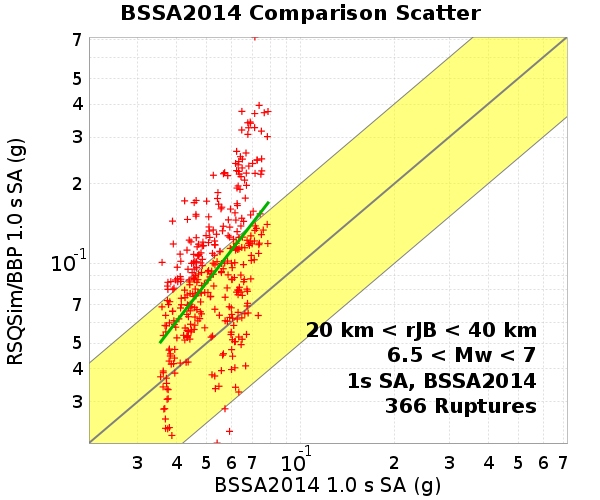 BSSA2014 Comparison Scatter
RSQSim/BBP 1.0 s SA (g)
7
5
4
3
2
10-1
7
5
4
3
20 km < rJB < 40 km
6.5 < Mw < 7
1s SA, BSSA2014
366 Ruptures
3 4 5 6 7 10-1 2 3 4 5 6 7
BSSA2014 1.0 s SA (g)